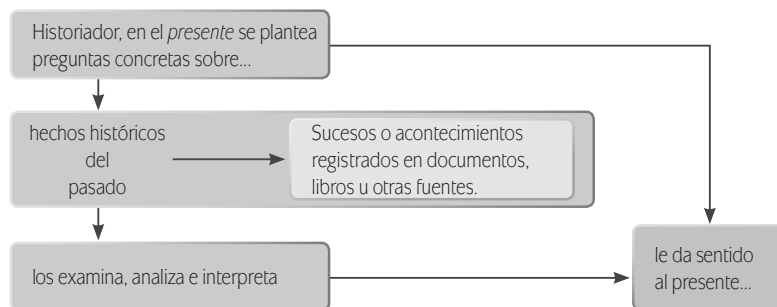 Historiador, en el presente se plantea
preguntas concretas sobre...
hechos históricos
del
pasado
Sucesos o acontecimientos
registrados en documentos,
libros u otras fuentes.
los examina, analiza e interpreta
le da sentido
al presente...